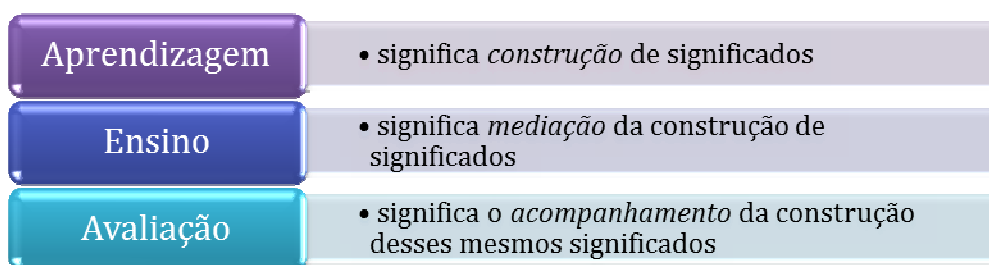 Aprendizagem
• significa construção de significados
Ensino
• significa mediação da construção de
significados
Avaliação
• significa o acompanhamento da construção
desses mesmos significados